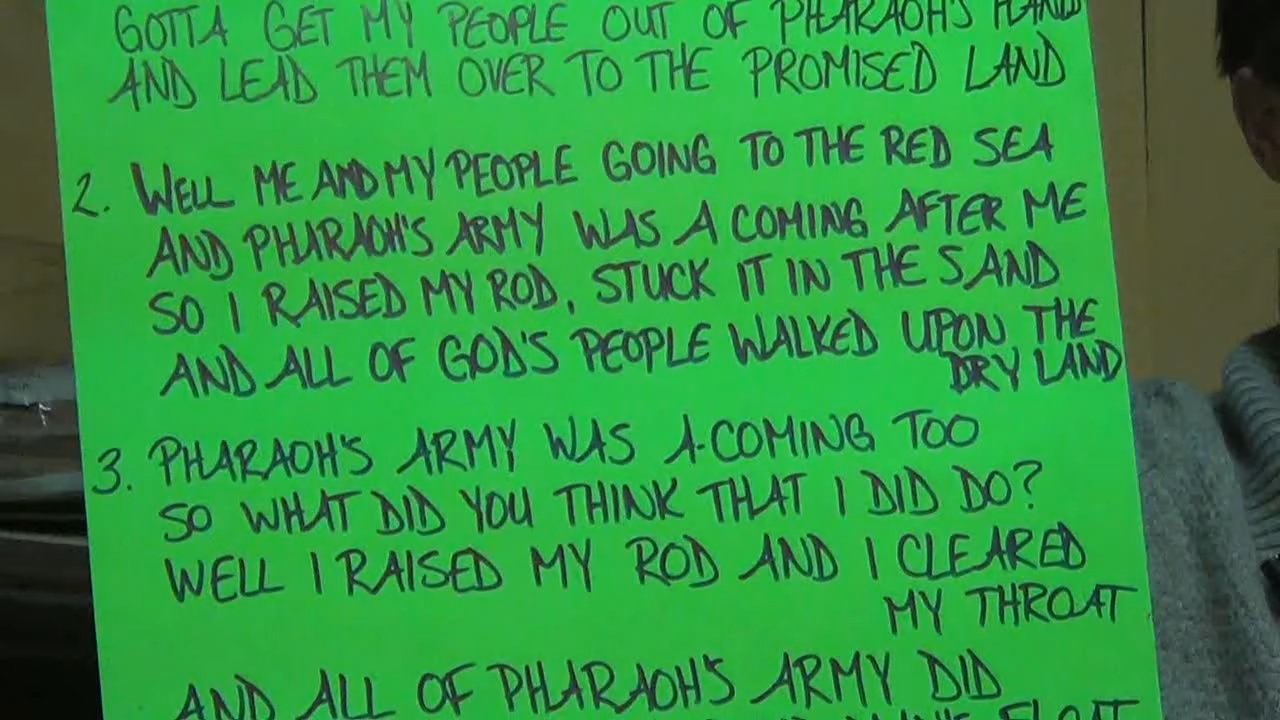 GOTTA GET MY PEOPLE OUT OF PHARAOH'S HAND
AND LEAD THEM OVER TO THE PROMISED LAND
2. WELL ME AND MY PEOPLE GOING TO THE RED SEA
AND PHARAOH'S ARMY WAS A COMING AFTER ME
SO I RAISED MY ROD, STUCK IT IN THE SAND
AND ALL OF GOD'S PEOPLE WALKED UPON THE
DRY LAND
3. PHARAOH'S ARMY WAS A-COMING TOO
SO WHAT DID YOU THINK THAT I DID DO?
WELL I RAISED MY ROD AND I CLEARED
MY THROAT
AND ALL OF PHARAOH'S ARMY DID
FLOAT